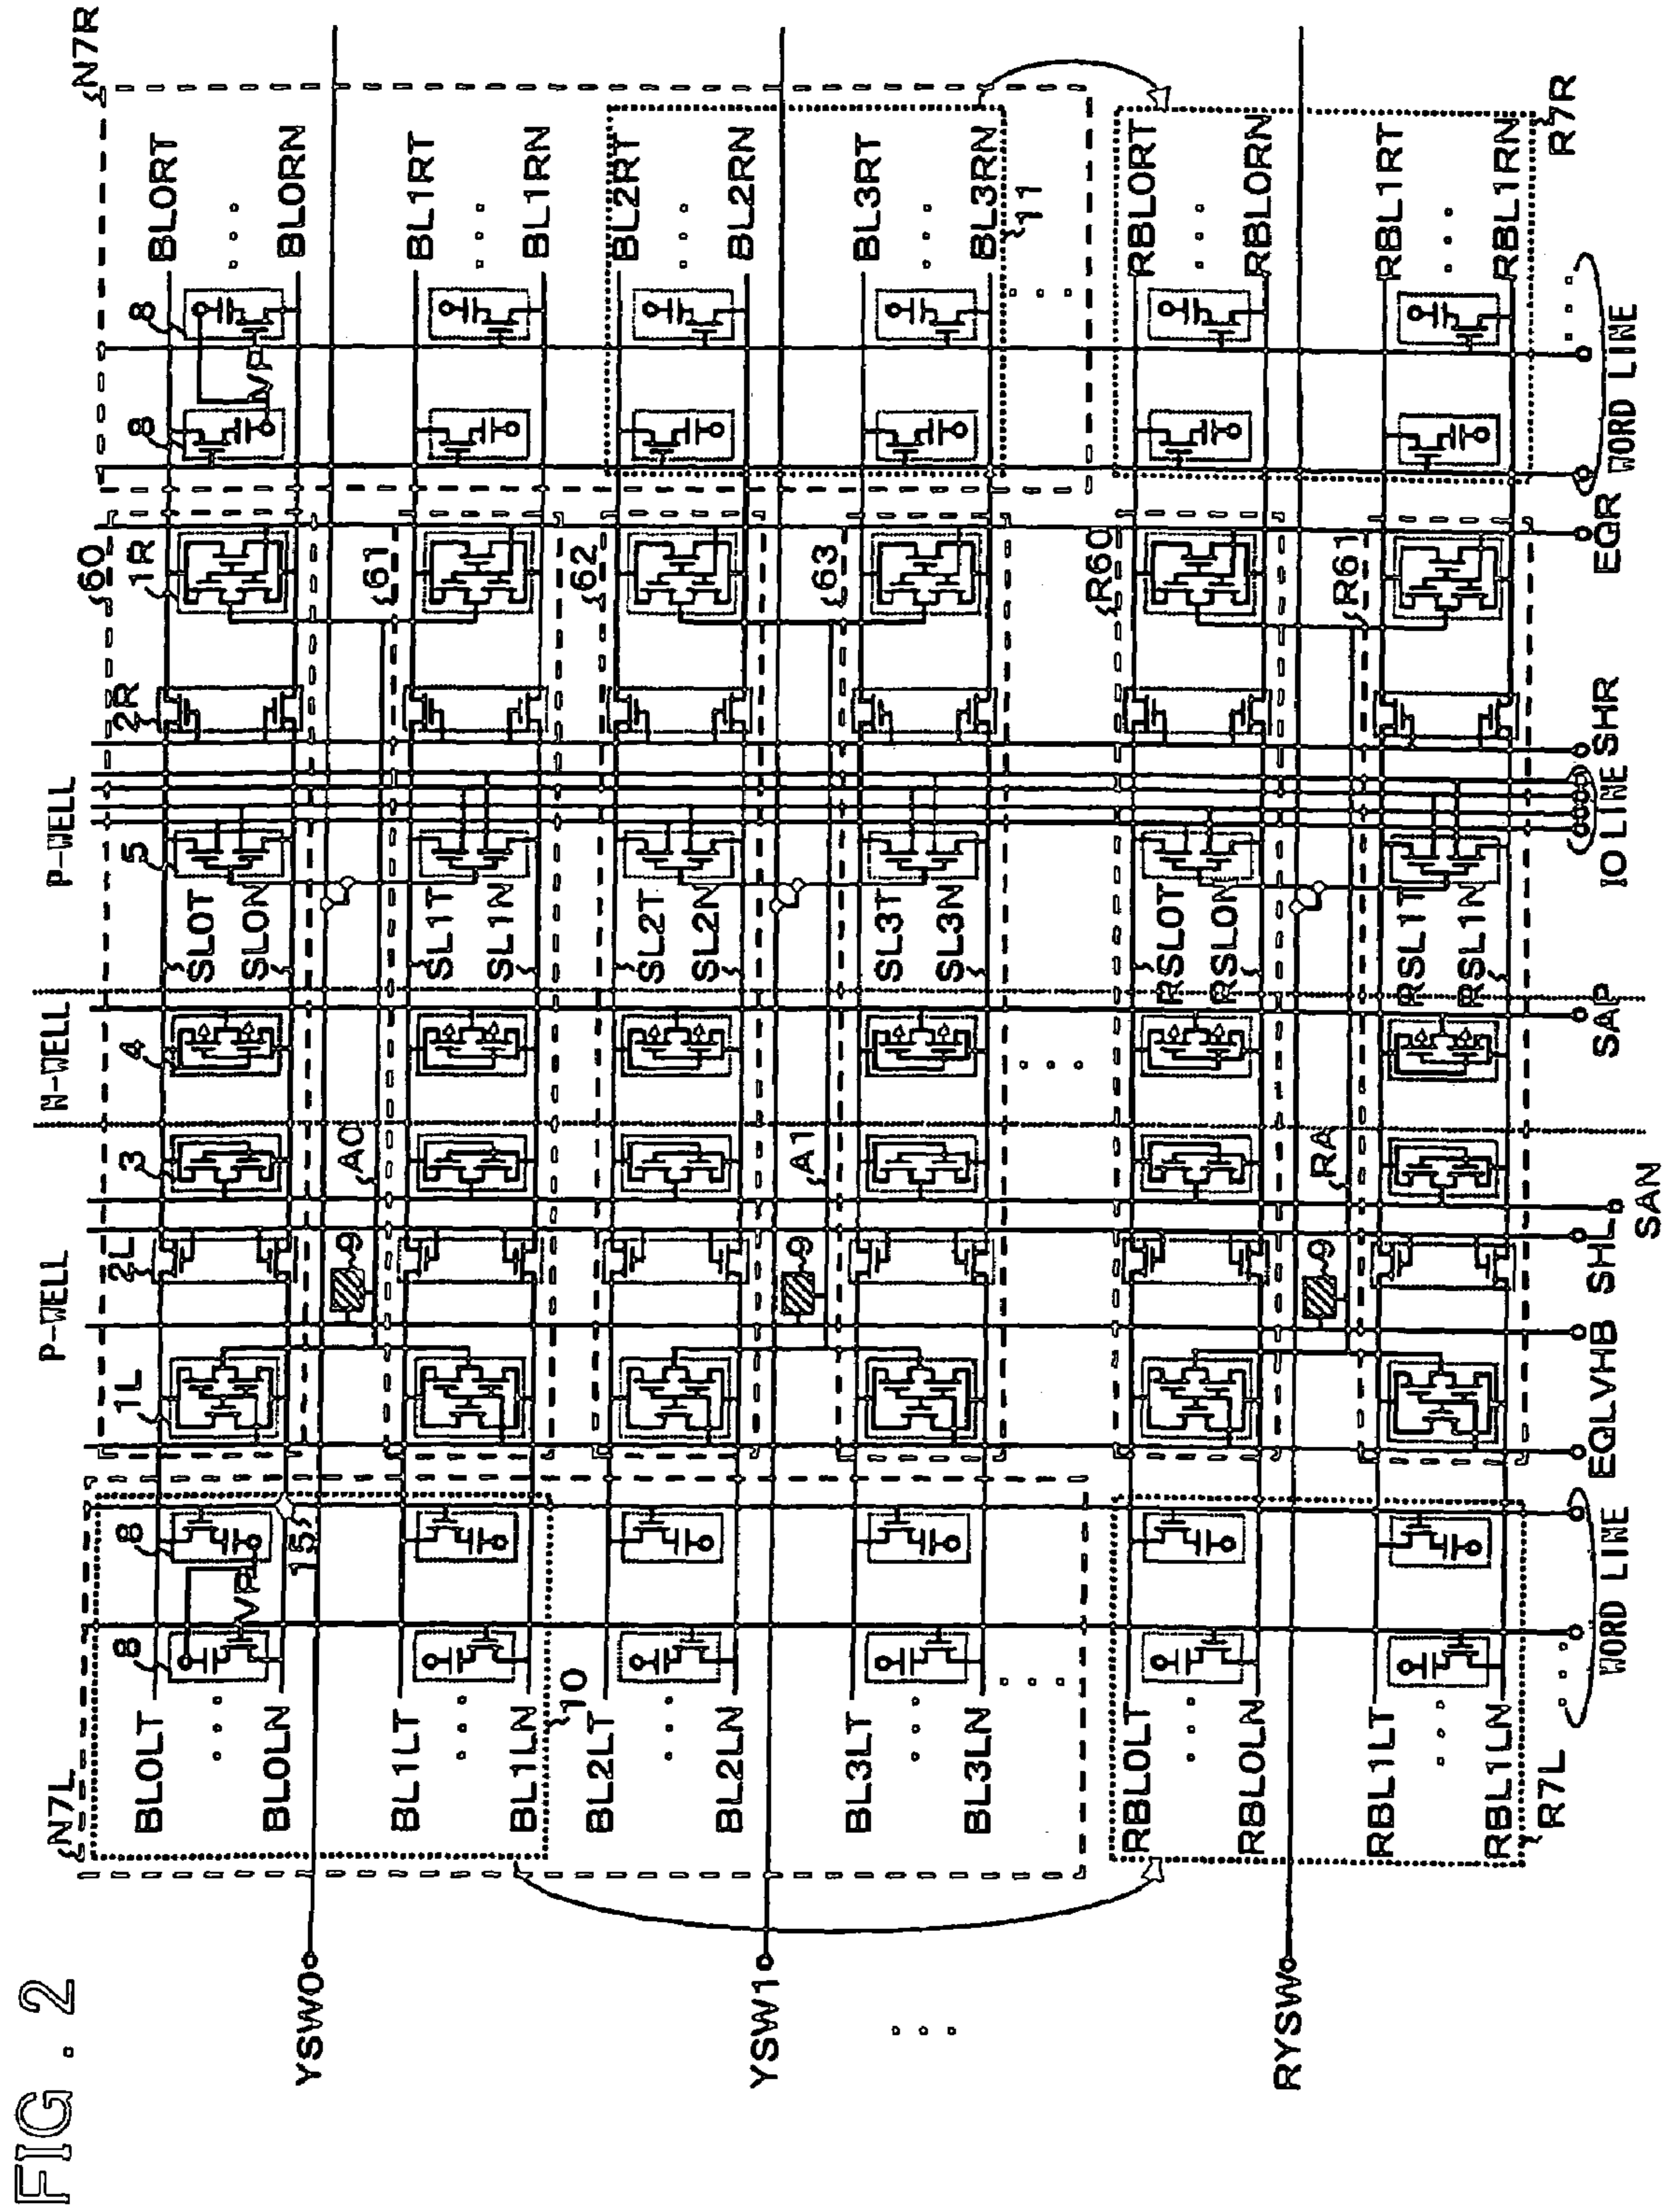 FIG. 2
P-WELL
N-WELL
P-WELL
N7L
1L
2L
3
4
5
2R
1R
60
N7R
BL0LT
8
8
VP
15
BL0LN
SL0T
SL0N
8
8
VP
BL0RT
BL0RN
YSW0
9
A0
61
BL1LT
BL1LN
10
SL1T
SL1N
BL1RT
BL1RN
62
BL2LT
BL2LN
SL2T
SL2N
BL2RT
BL2RN
YSW1
9
A1
63
BL3LT
BL3LN
SL3T
SL3N
BL3RT
BL3RN
11
R60
RBL0LT
RBL0LN
RSL0T
RSL0N
RBL0RT
RBL0RN
RYSW
9
RA
R61
RBL1LT
RBL1LN
RSL1T
RSL1N
RBL1RT
RBL1RN
R7L
R7R
WORD LINE
EQL
VHB
SHL
SAN
SAP
IO LINE
SHR
EQR
WORD LINE